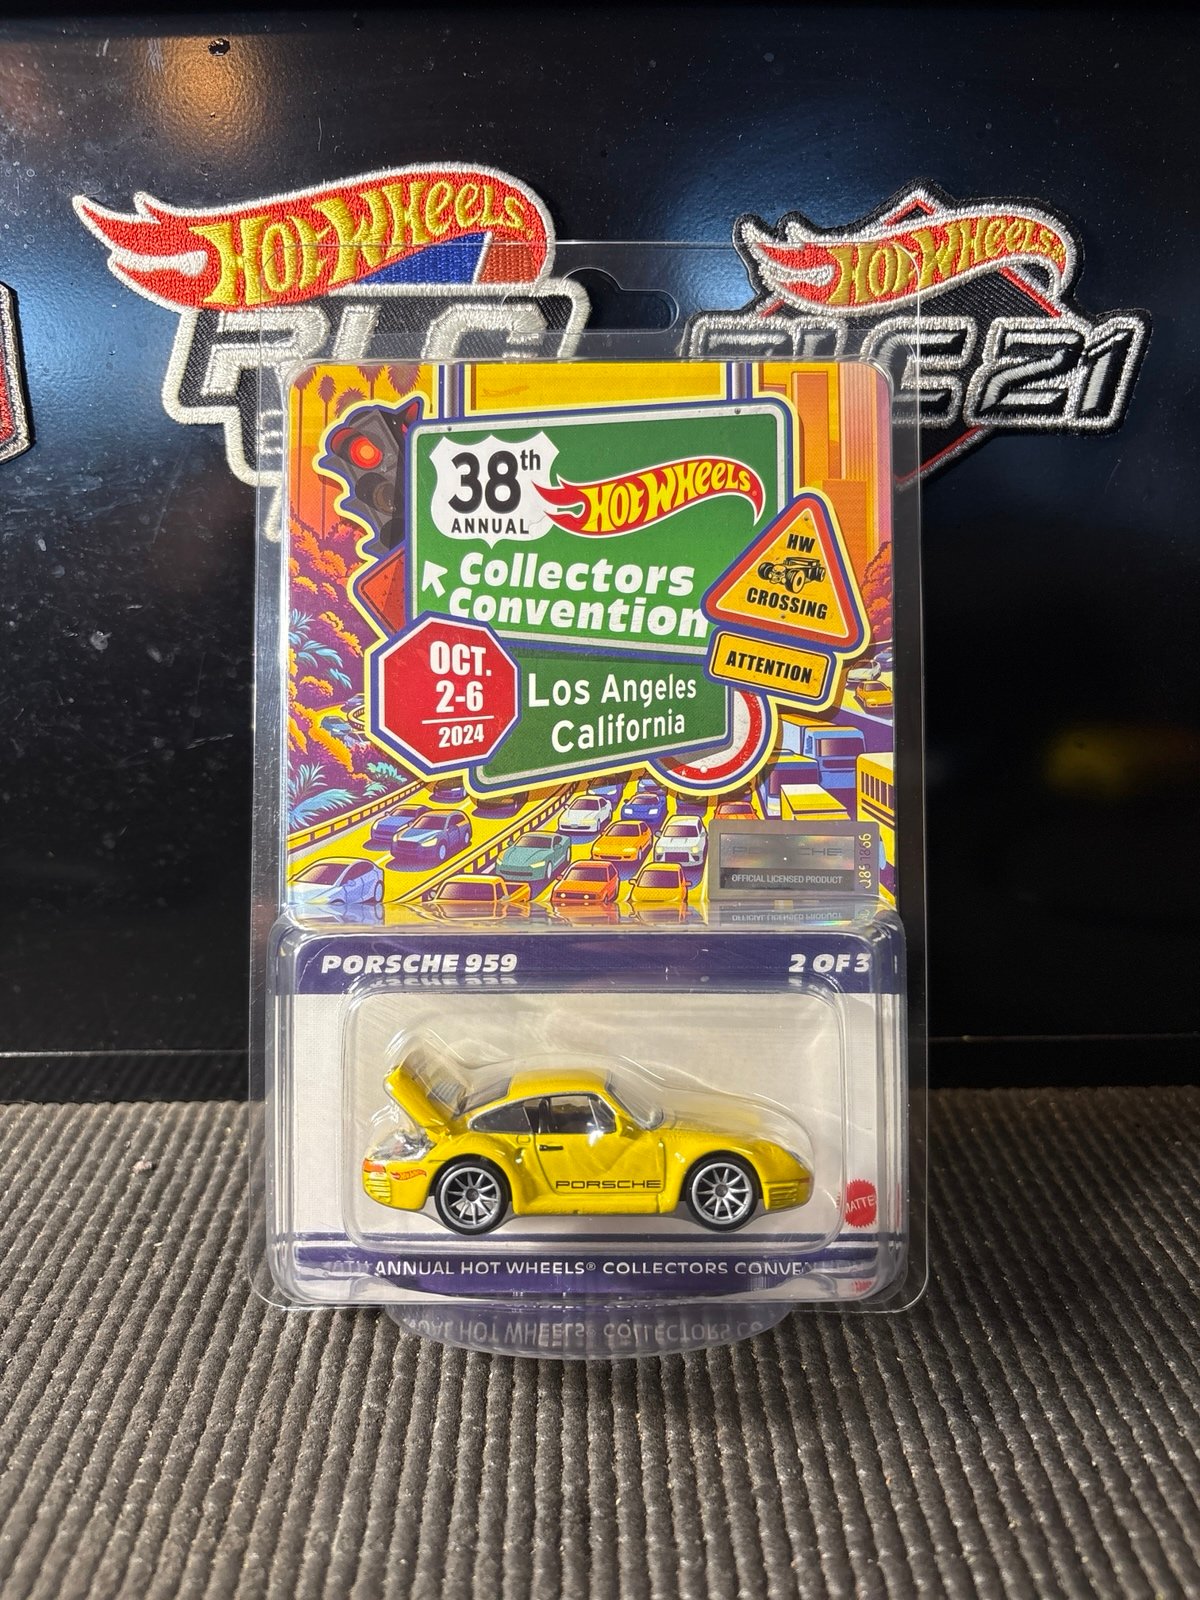 HOT WHEELS
RLC
HOT WHEELS
RLC 21
38th
ANNUAL
HOT WHEELS
Collectors
Convention
HW
CROSSING
ATTENTION
OCT.
2-6
2024
Los Angeles
California
PORSCHE
OFFICIAL LICENSED PRODUCT
PORSCHE 959
2 OF 3
PORSCHE
MATTEL
ANNUAL HOT WHEELS® COLLECTORS